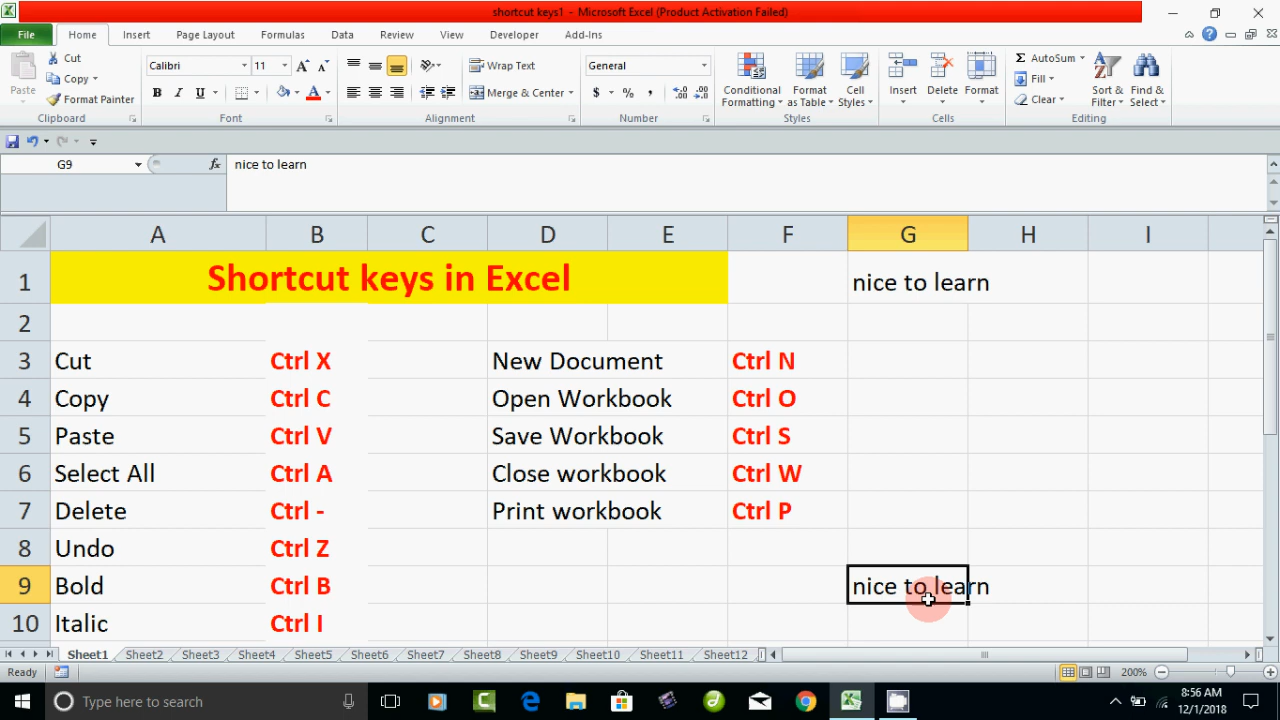 shortcut keys1 - Microsoft Excel (Product Activation Failed)
File Home Insert Page Layout Formulas Data Review View Developer Add-Ins
Paste
Cut
Copy
Format Painter
Clipboard
Calibri 11
B I U
Font
Wrap Text
Merge & Center
Alignment
General
$ % ,
Number
Conditional Formatting
Format as Table
Cell Styles
Styles
Insert Delete Format
Cells
AutoSum
Fill
Clear
Sort & Filter
Find & Select
Editing
G9 fx nice to learn
A B C D E F G H I
1 Shortcut keys in Excel nice to learn
2
3 Cut Ctrl X New Document Ctrl N
4 Copy Ctrl C Open Workbook Ctrl O
5 Paste Ctrl V Save Workbook Ctrl S
6 Select All Ctrl A Close workbook Ctrl W
7 Delete Ctrl - Print workbook Ctrl P
8 Undo Ctrl Z
9 Bold Ctrl B nice to learn
10 Italic Ctrl I
Sheet1 Sheet2 Sheet3 Sheet4 Sheet5 Sheet6 Sheet7 Sheet8 Sheet9 Sheet10 Sheet11 Sheet12
Ready 200%
Type here to search
8:56 AM
12/1/2018